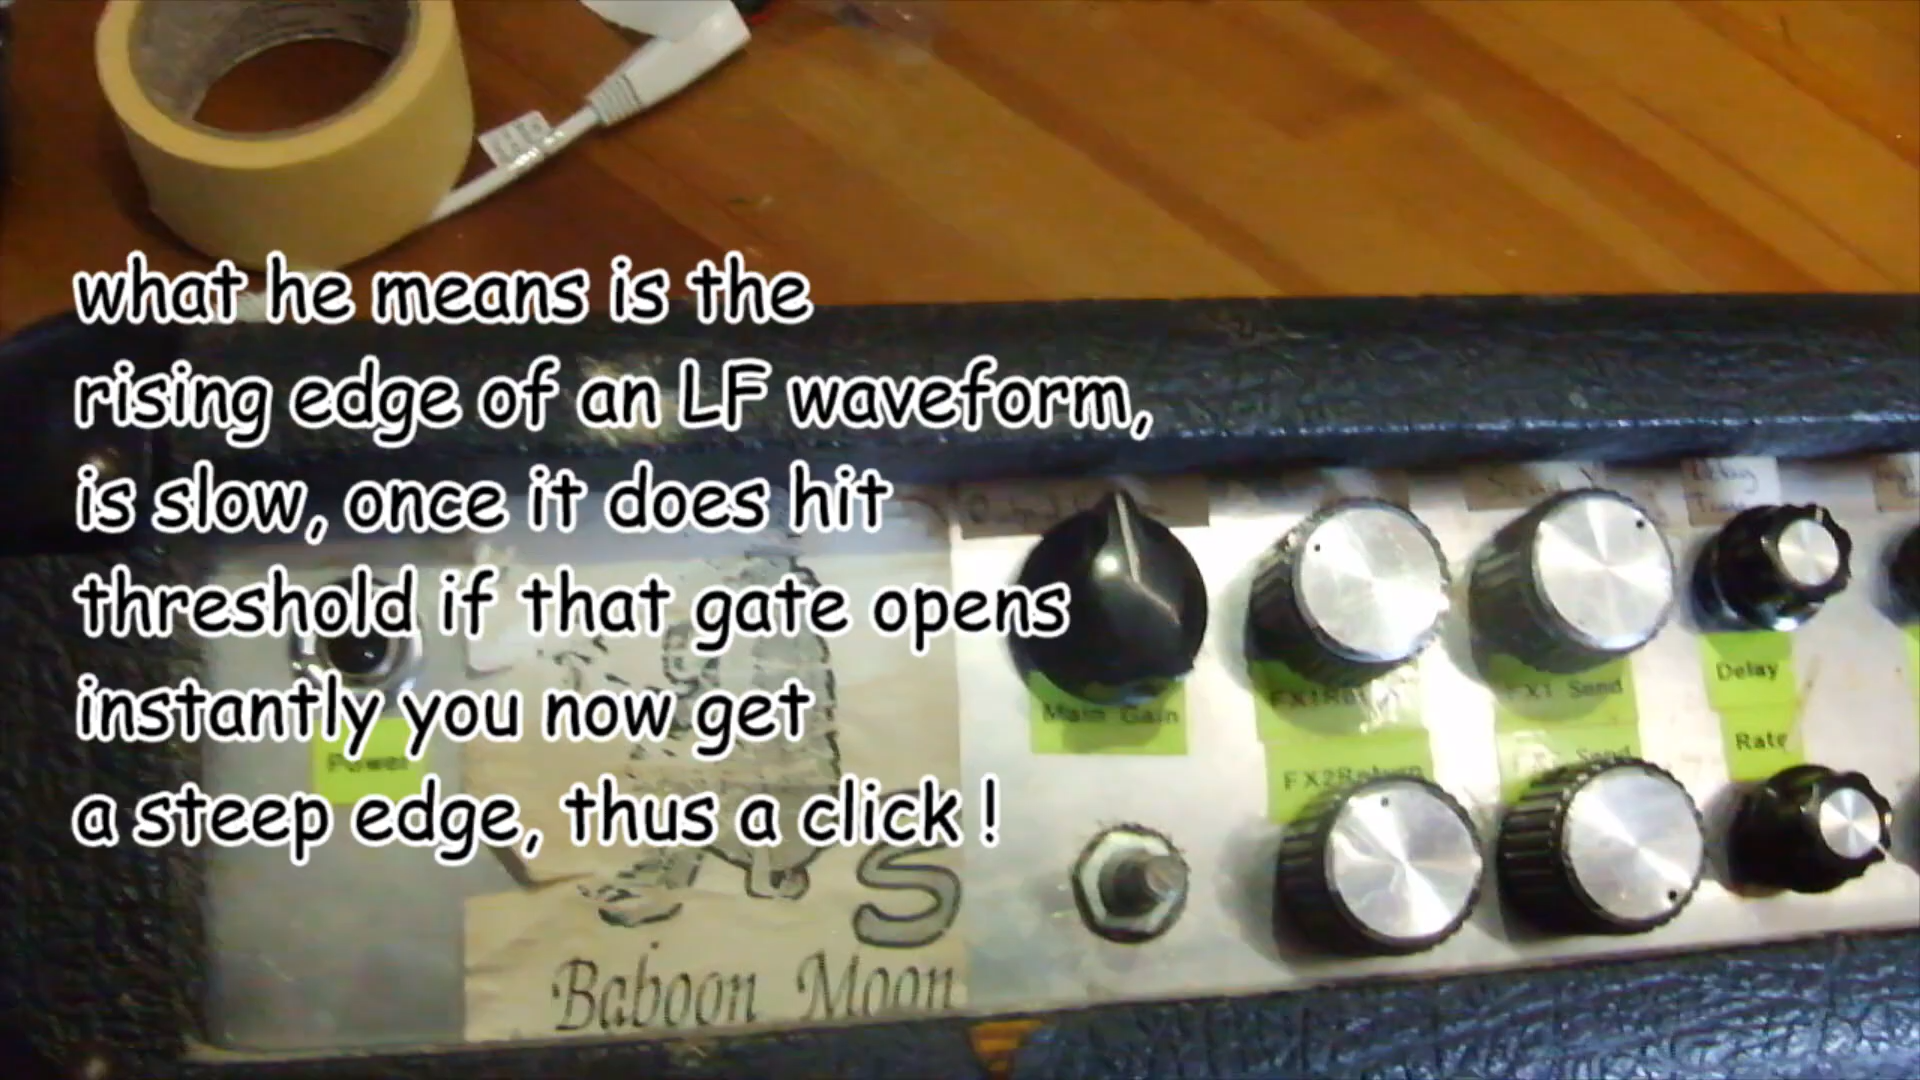 what he means is the
rising edge of an LF waveform,
is slow, once it does hit
threshold if that gate opens
instantly you now get
a steep edge, thus a click !
Power
S
Baboon Moon
Main Gain
FX1 Send
FX2Return
Send
Delay
Rate